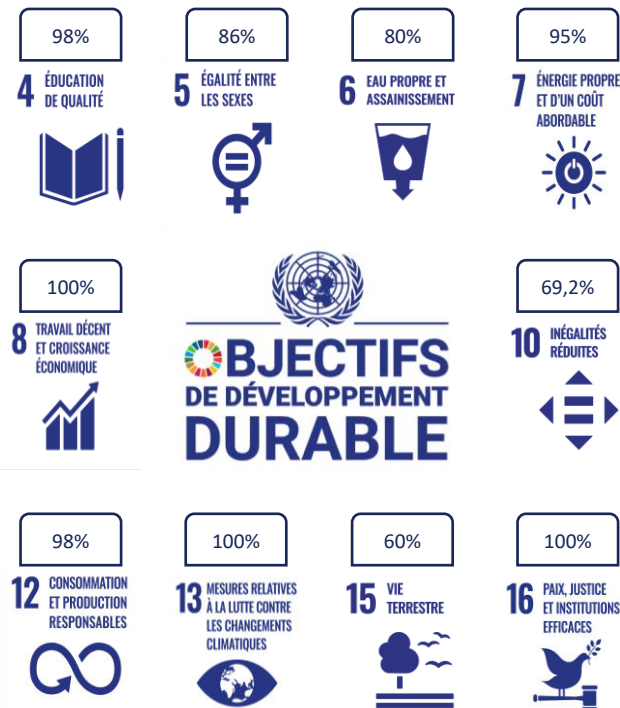 98%
4 ÉDUCATION
DE QUALITÉ
86%
5 ÉGALITÉ ENTRE
LES SEXES
80%
6 EAU PROPRE ET
ASSAINISSEMENT
95%
7 ÉNERGIE PROPRE
ET D'UN COÛT
ABORDABLE
100%
8 TRAVAIL DÉCENT
ET CROISSANCE
ÉCONOMIQUE
OBJECTIFS
DE DÉVELOPPEMENT
DURABLE
69,2%
10 INÉGALITÉS
RÉDUITES
98%
12 CONSOMMATION
ET PRODUCTION
RESPONSABLES
100%
13 MESURES RELATIVES
À LA LUTTE CONTRE
LES CHANGEMENTS
CLIMATIQUES
60%
15 VIE
TERRESTRE
100%
16 PAIX, JUSTICE
ET INSTITUTIONS
EFFICACES